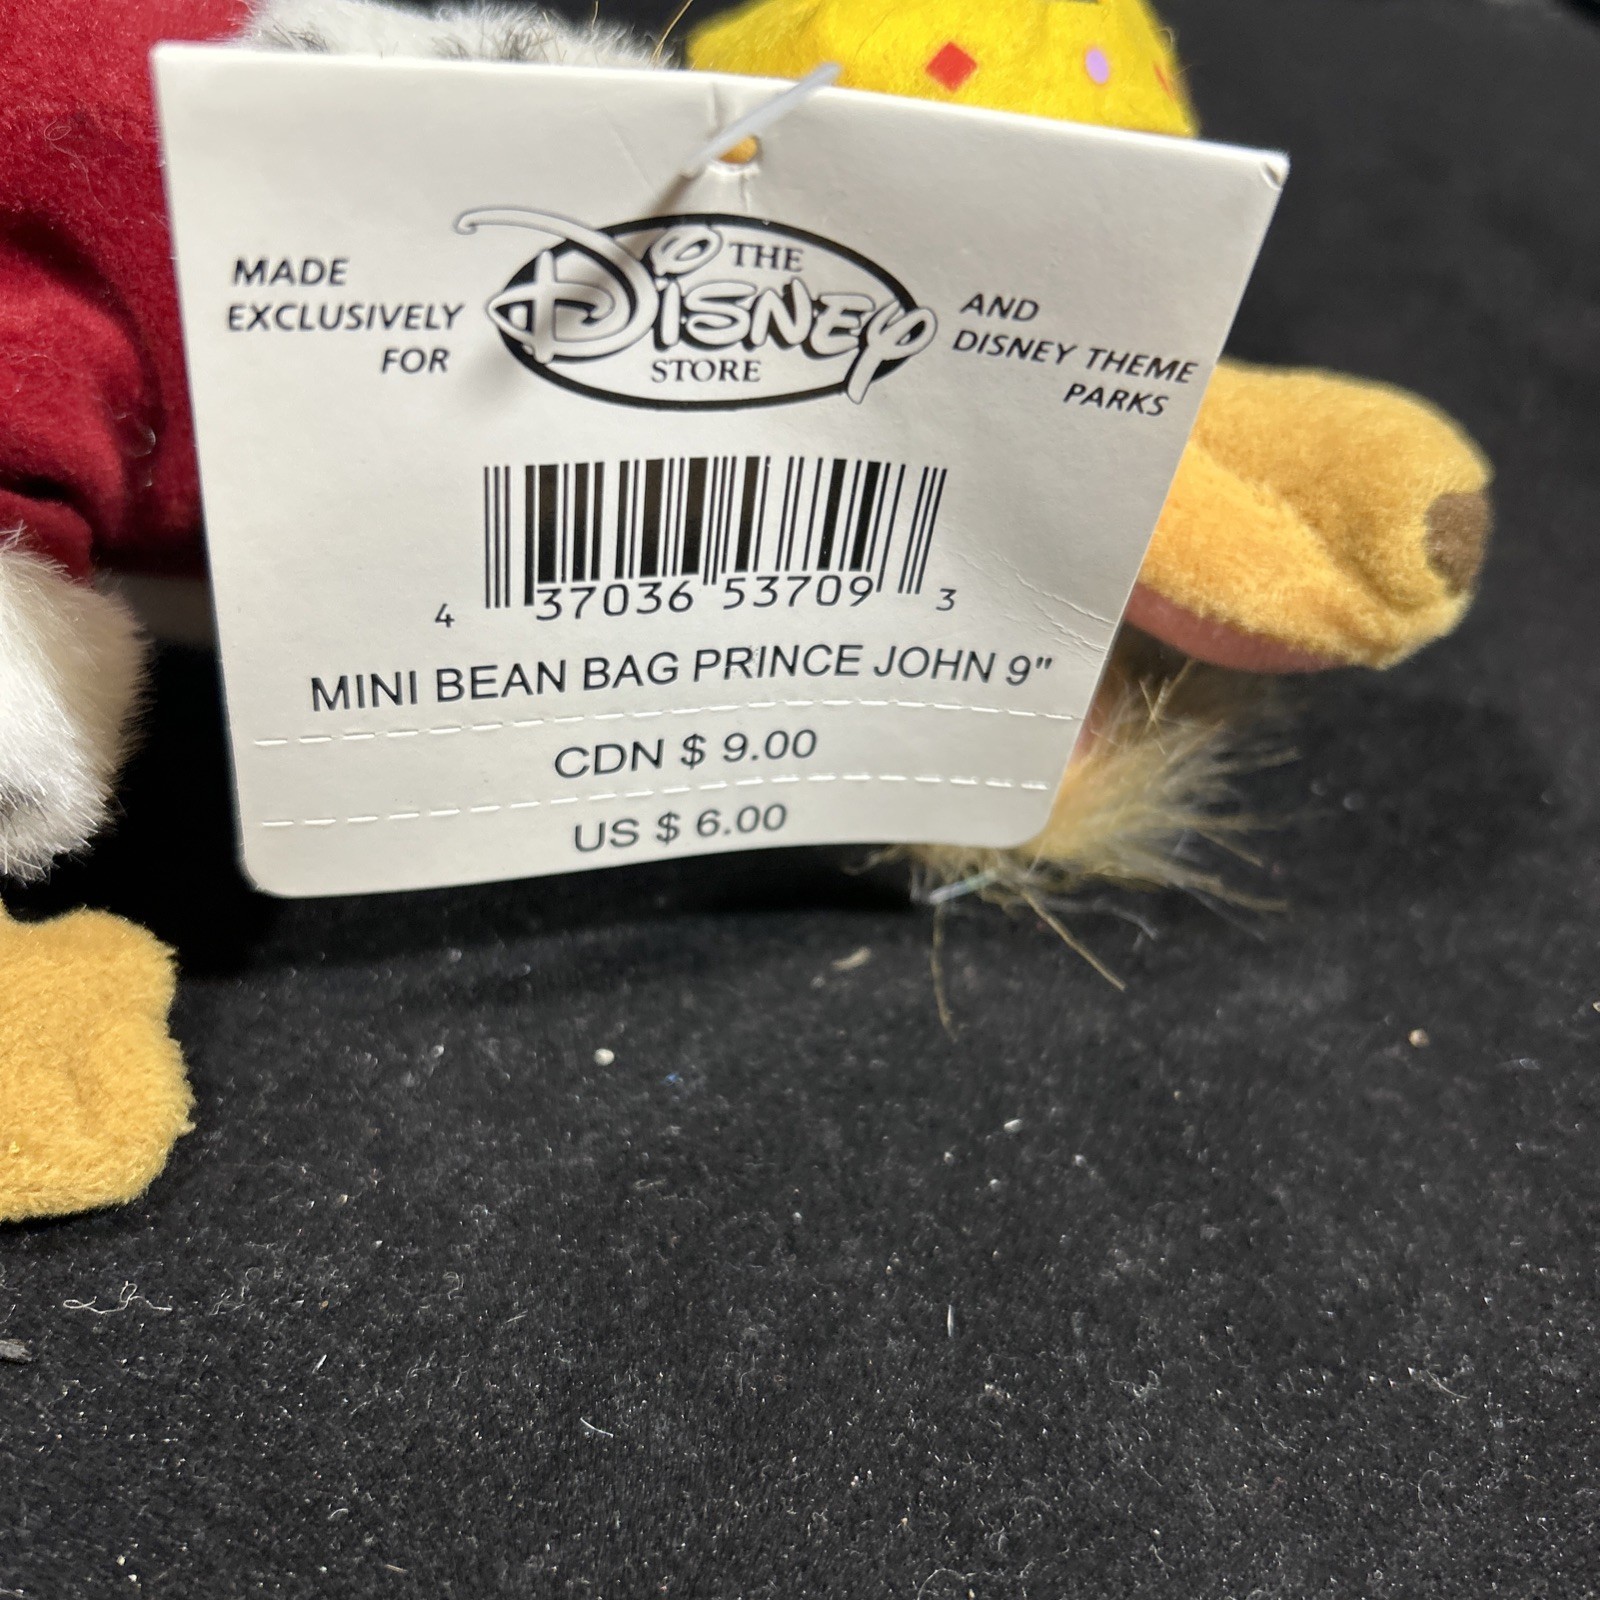 MADE
EXCLUSIVELY
FOR
THE
DISNEY
STORE
AND
DISNEY THEME
PARKS
4 37036 53709 3
MINI BEAN BAG PRINCE JOHN 9"
CDN $ 9.00
US $ 6.00